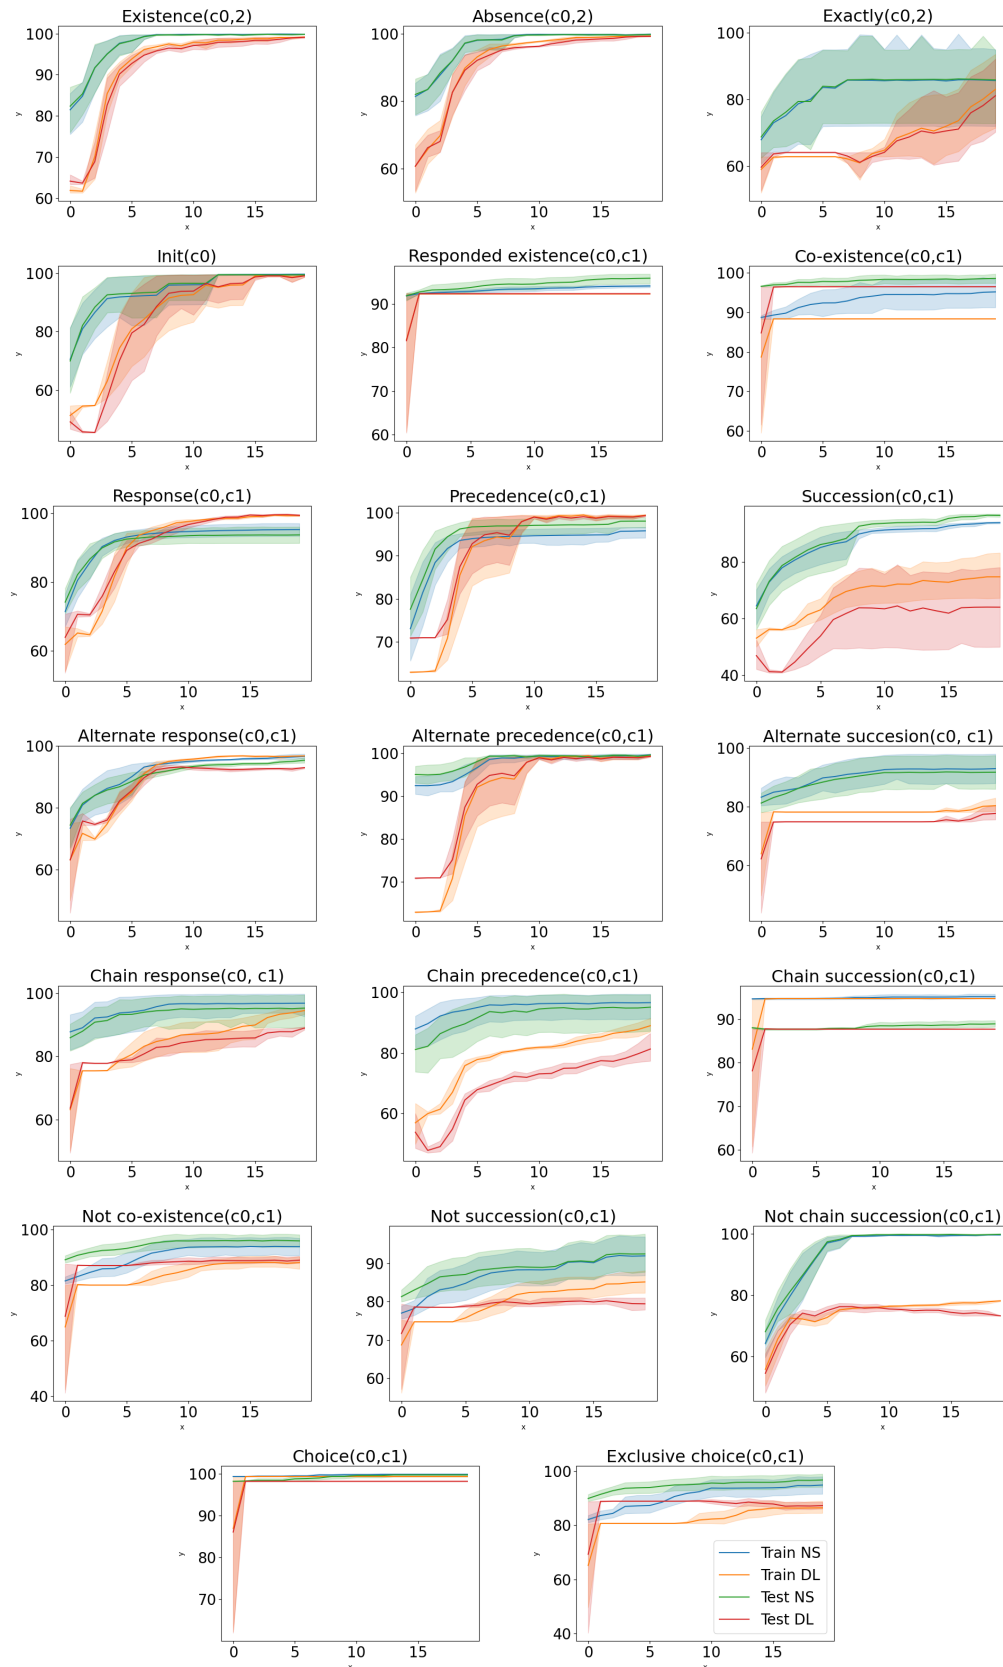 Existence(c0,2)
100
90
80
70
60
y
0 5 10 15
x
Absence(c0,2)
100
90
80
70
60
y
0 5 10 15
x
Exactly(c0,2)
100
80
60
y
0 5 10 15
x
Init(c0)
100
80
60
y
0 5 10 15
x
Responded existence(c0,c1)
90
80
70
60
y
0 5 10 15
x
Co-existence(c0,c1)
100
90
80
70
60
y
0 5 10 15
x
Response(c0,c1)
100
80
60
y
0 5 10 15
x
Precedence(c0,c1)
100
90
80
70
y
0 5 10 15
x
Succession(c0,c1)
80
60
40
y
0 5 10 15
x
Alternate response(c0,c1)
100
80
60
y
0 5 10 15
x
Alternate precedence(c0,c1)
100
90
80
70
y
0 5 10 15
x
Alternate succesion(c0, c1)
100
80
60
y
0 5 10 15
x
Chain response(c0, c1)
100
80
60
y
0 5 10 15
x
Chain precedence(c0,c1)
100
80
60
y
0 5 10 15
x
Chain succession(c0,c1)
90
80
70
60
y
0 5 10 15
x
Not co-existence(c0,c1)
100
80
60
40
y
0 5 10 15
x
Not succession(c0,c1)
90
80
70
60
y
0 5 10 15
x
Not chain succession(c0,c1)
100
80
60
y
0 5 10 15
x
Choice(c0,c1)
100
90
80
70
y
0 5 10 15
x
Exclusive choice(c0,c1)
100
80
60
40
y
0 5 10 15
x
Train NS
Train DL
Test NS
Test DL